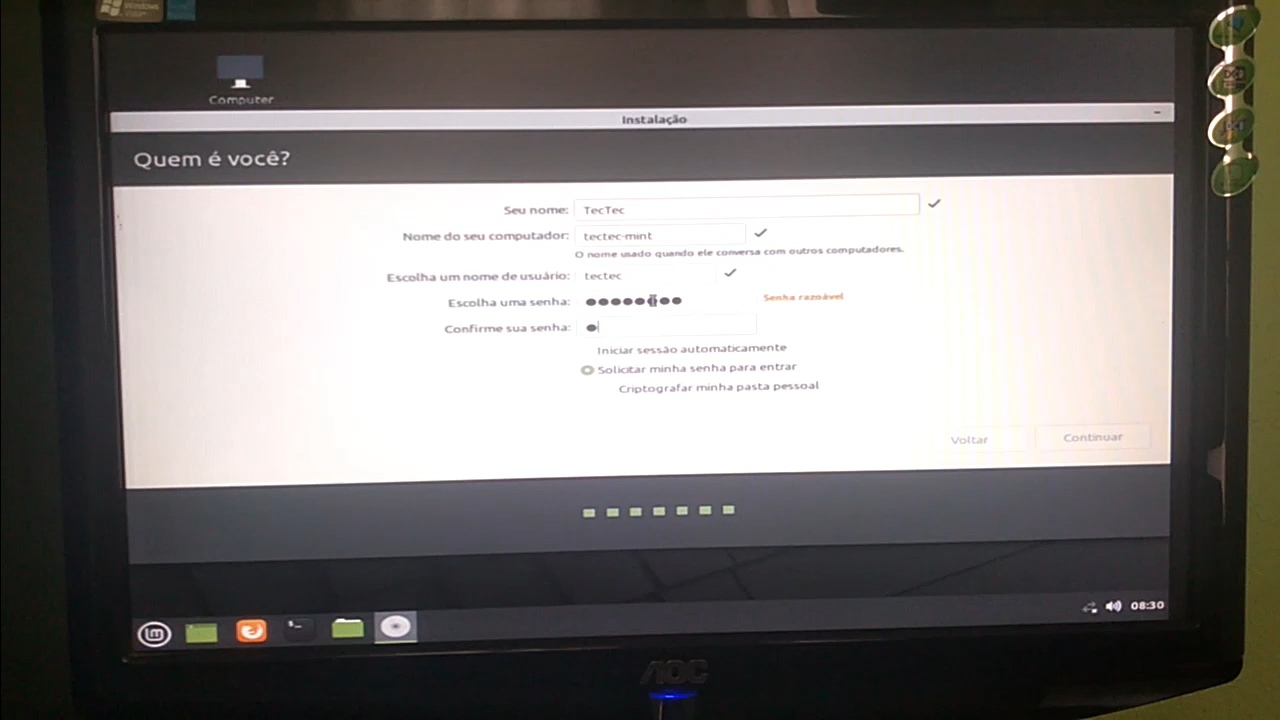 Windows
Computer
Instalação
Quem é você?
Seu nome: TecTec
Nome do seu computador: tectec-mint
O nome usado quando ele conversa com outros computadores.
Escolha um nome de usuário: tectec
Escolha uma senha: ●●●●●●●● Senha razoável
Confirme sua senha: ●
Iniciar sessão automaticamente
Solicitar minha senha para entrar
Criptografar minha pasta pessoal
Voltar Continuar
08:30
AOC